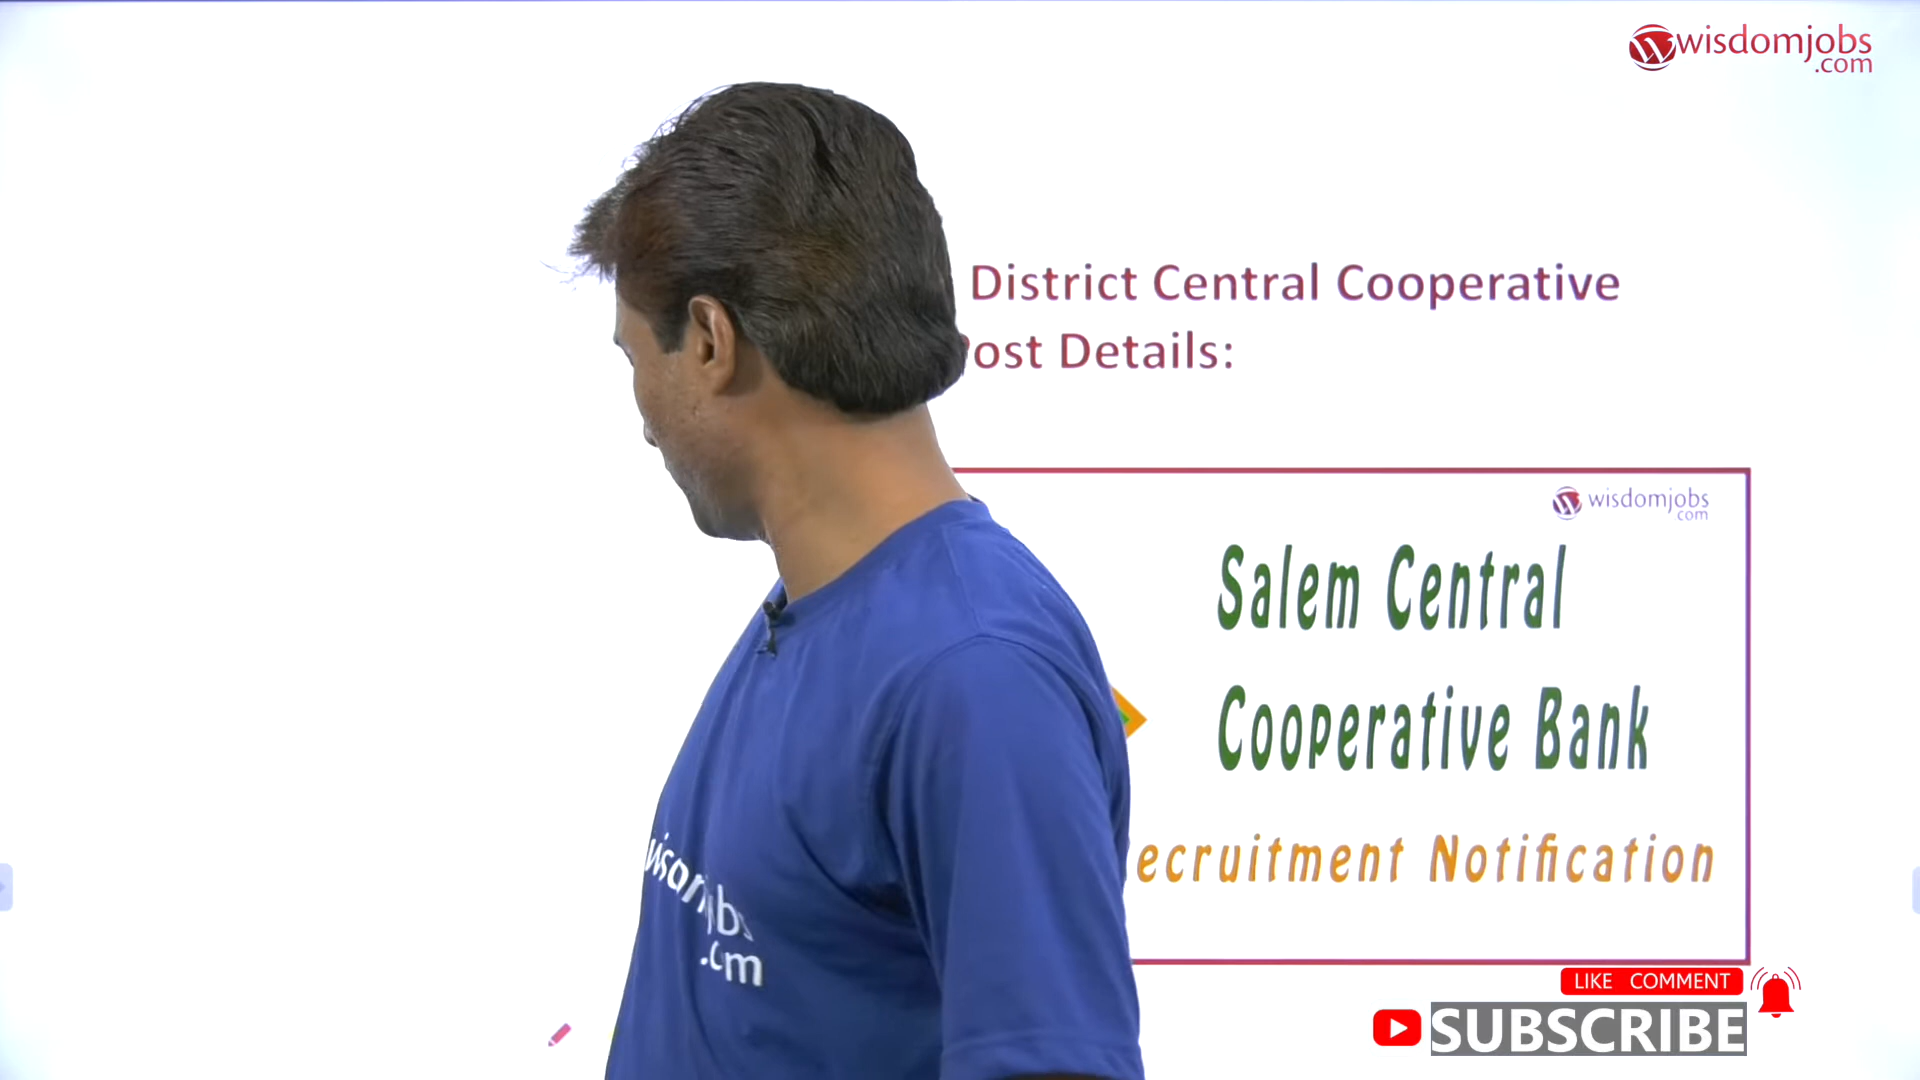 wisdomjobs
.com
District Central Cooperative
ost Details:
wisdomjobs
.com
Salem Central
Cooperative Bank
ecruitment Notification
.com
LIKE COMMENT
SUBSCRIBE